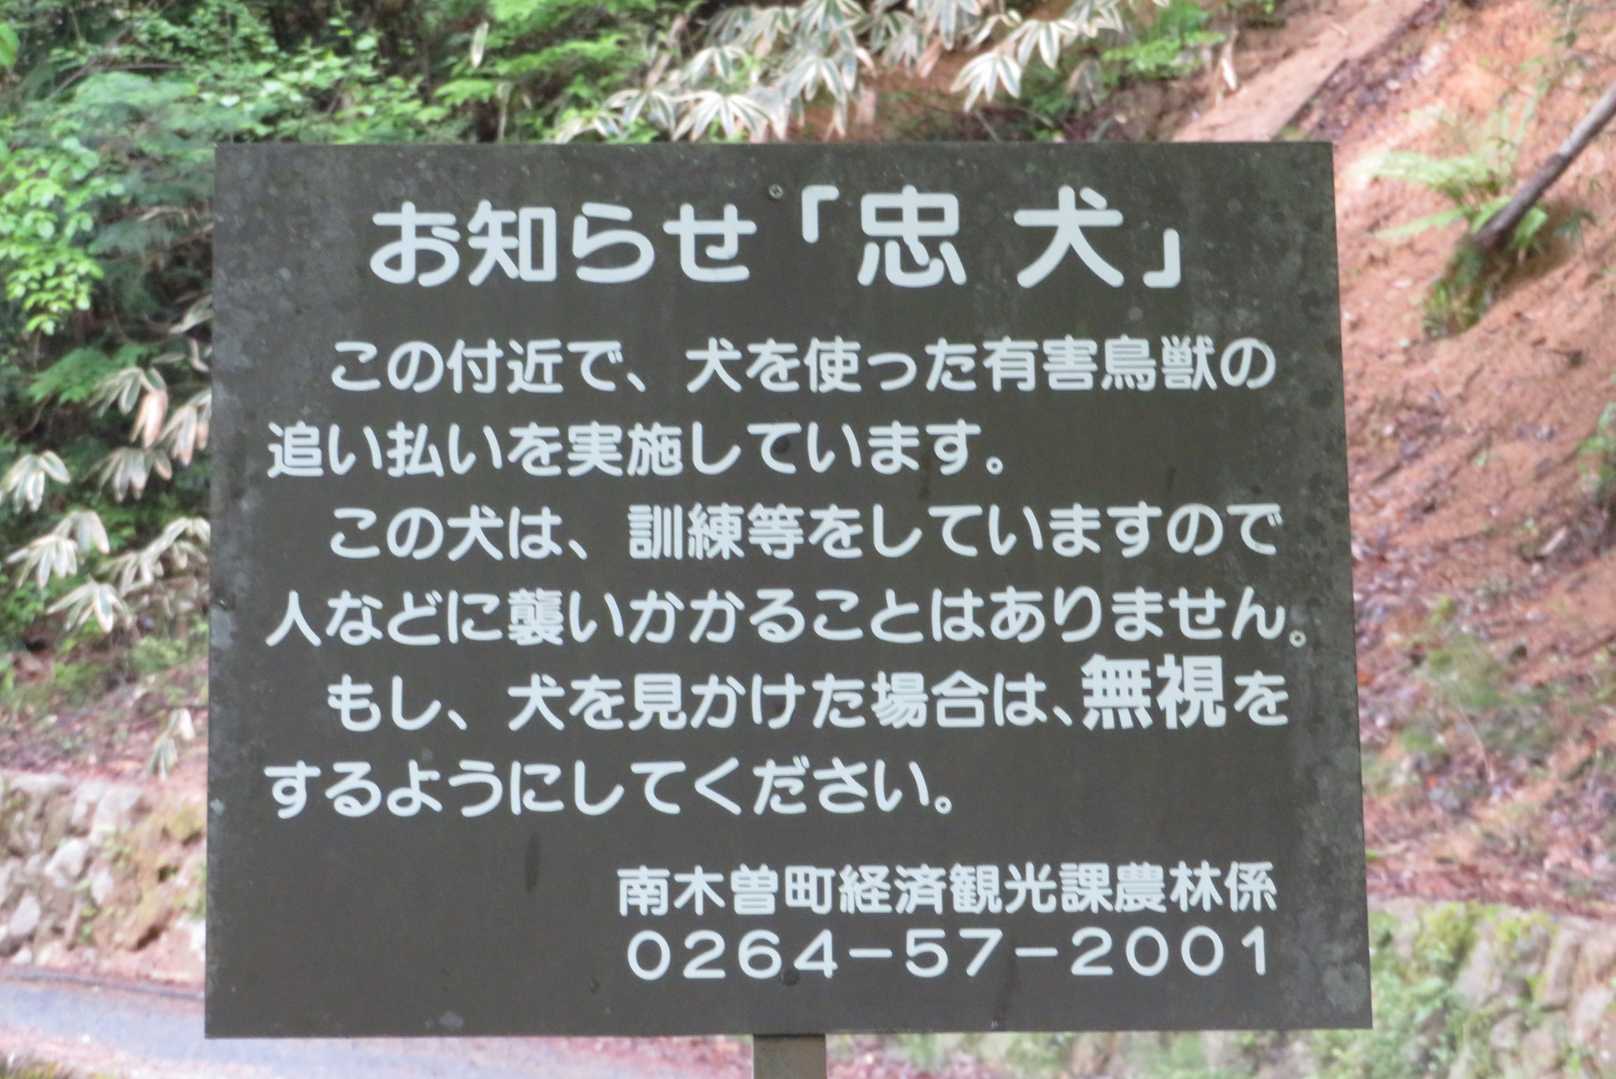 お知らせ「忠 犬」
この付近で、犬を使った有害鳥獣の
追い払いを実施しています。
この犬は、訓練等をしていますので
人などに襲いかかることはありません。
もし、犬を見かけた場合は、無視を
するようにしてください。
南木曽町経済観光課農林係
0264-57-2001